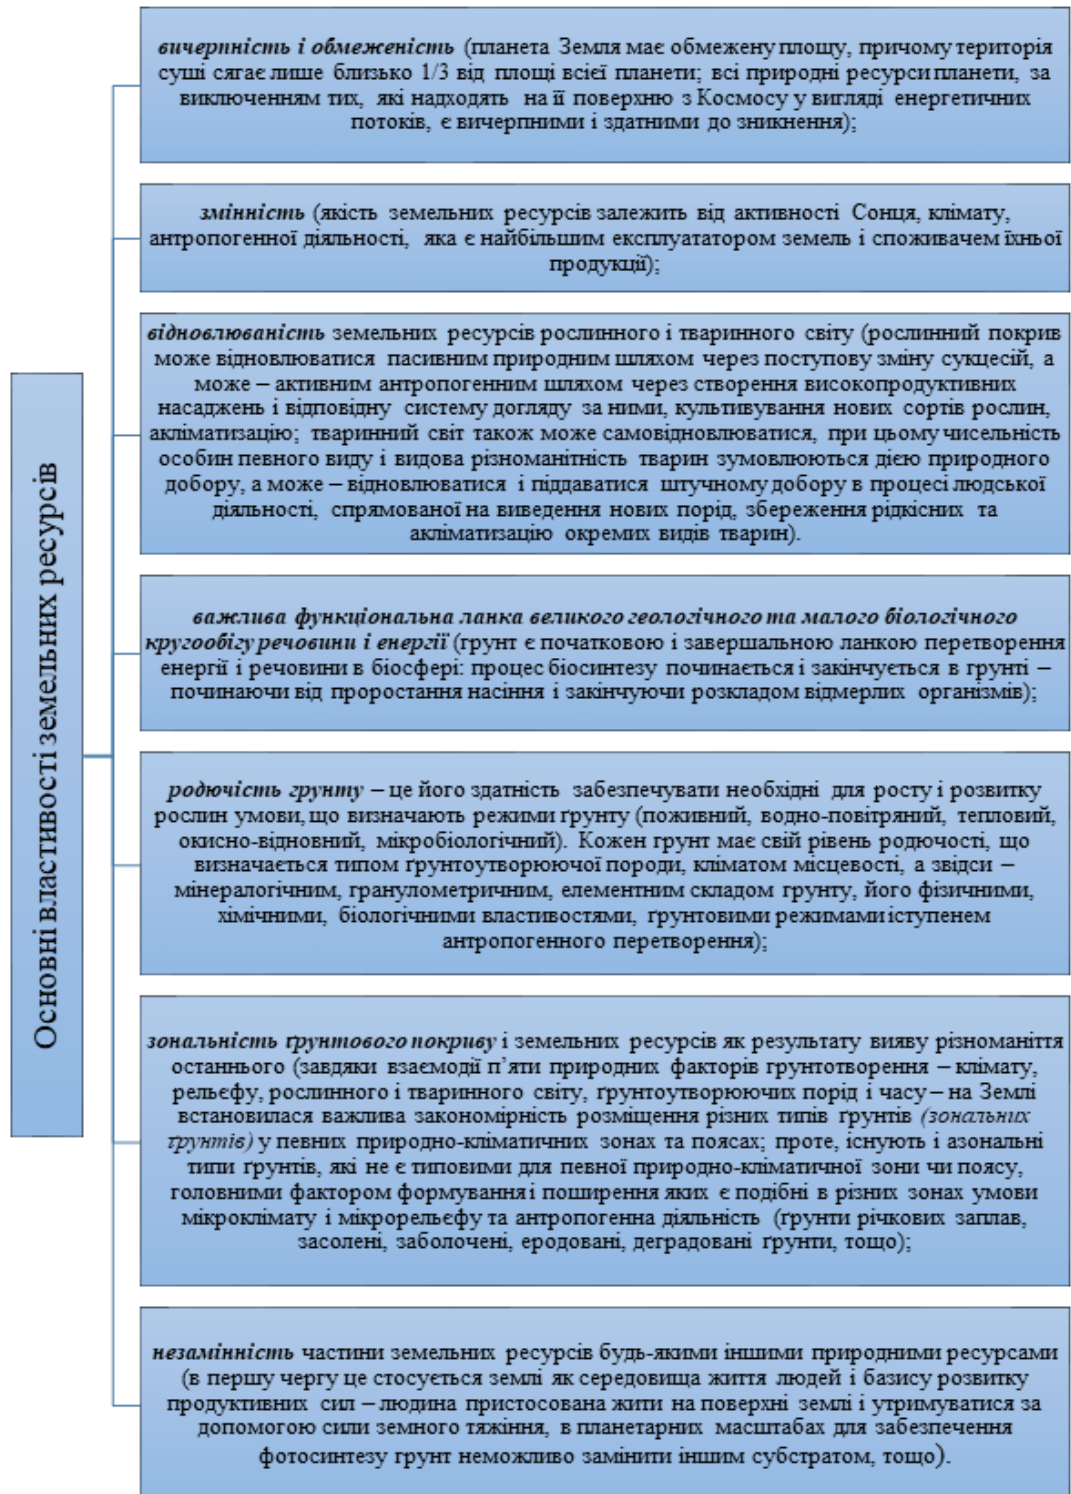 Основні властивості земельних ресурсів
вичерпність і обмеженість (планета Земля має обмежену площу, причому територія
суші сягає лише близько 1/3 від площі всієї планети; всі природні ресурси планети, за
виключенням тих, які надходять на її поверхню з Космосу у вигляді енергетичних
потоків, є вичерпними і здатними до зникнення);
змінність (якість земельних ресурсів залежить від активності Сонця, клімату,
антропогенної діяльності, яка є найбільшим експлуататором земель і споживачем їхньої
продукції);
відновлюваність земельних ресурсів рослинного і тваринного світу (рослинний покрив
може відновлюватися пасивним природним шляхом через поступову зміну сукцесій, а
може – активним антропогенним шляхом через створення високопродуктивних
насаджень і відповідну систему догляду за ними, культивування нових сортів рослин,
акліматизацію; тваринний світ також може самовідновлюватися, при цьому чисельність
особин певного виду і видова різноманітність тварин зумовлюються дією природного
добору, а може – відновлюватися і піддаватися штучному добору в процесі людської
діяльності, спрямованої на виведення нових порід, збереження рідкісних та
акліматизацію окремих видів тварин).
важлива функціональна ланка великого геологічного та малого біологічного
кругообігу речовини і енергії (грунт є початковою і завершальною ланкою перетворення
енергії і речовини в біосфері: процес біосинтезу починається і закінчується в грунті –
починаючи від проростання насіння і закінчуючи розкладом відмерлих організмів);
родючість грунту – це його здатність забезпечувати необхідні для росту і розвитку
рослин умови, що визначають режими ґрунту (поживний, водно-повітряний, тепловий,
окисно-відновний, мікробіологічний). Кожен грунт має свій рівень родючості, що
визначається типом ґрунтоутворюючої породи, кліматом місцевості, а звідси –
мінералогічним, гранулометричним, елементним складом грунту, його фізичними,
хімічними, біологічними властивостями, ґрунтовими режимами іступенем
антропогенного перетворення);
зональність ґрунтового покриву і земельних ресурсів як результату вияву різноманіття
останнього (завдяки взаємодії п’яти природних факторів грунтотворення – клімату,
рельєфу, рослинного і тваринного світу, ґрунтоутворюючих порід і часу – на Землі
встановилася важлива закономірність розміщення різних типів ґрунтів (зональних
ґрунтів) у певних природно-кліматичних зонах та поясах; проте, існують і азональні
типи ґрунтів, які не є типовими для певної природно-кліматичної зони чи поясу,
головними фактором формування і поширення яких є подібні в різних зонах умови
мікроклімату і мікрорельєфу та антропогенна діяльність (ґрунти річкових заплав,
засолені, заболочені, еродовані, деградовані ґрунти, тощо);
незамінність частини земельних ресурсів будь-якими іншими природними ресурсами
(в першу чергу це стосується землі як середовища життя людей і базису розвитку
продуктивних сил – людина пристосована жити на поверхні землі і утримуватися за
допомогою сили земного тяжіння, в планетарних масштабах для забезпечення
фотосинтезу грунт неможливо замінити іншим субстратом, тощо).